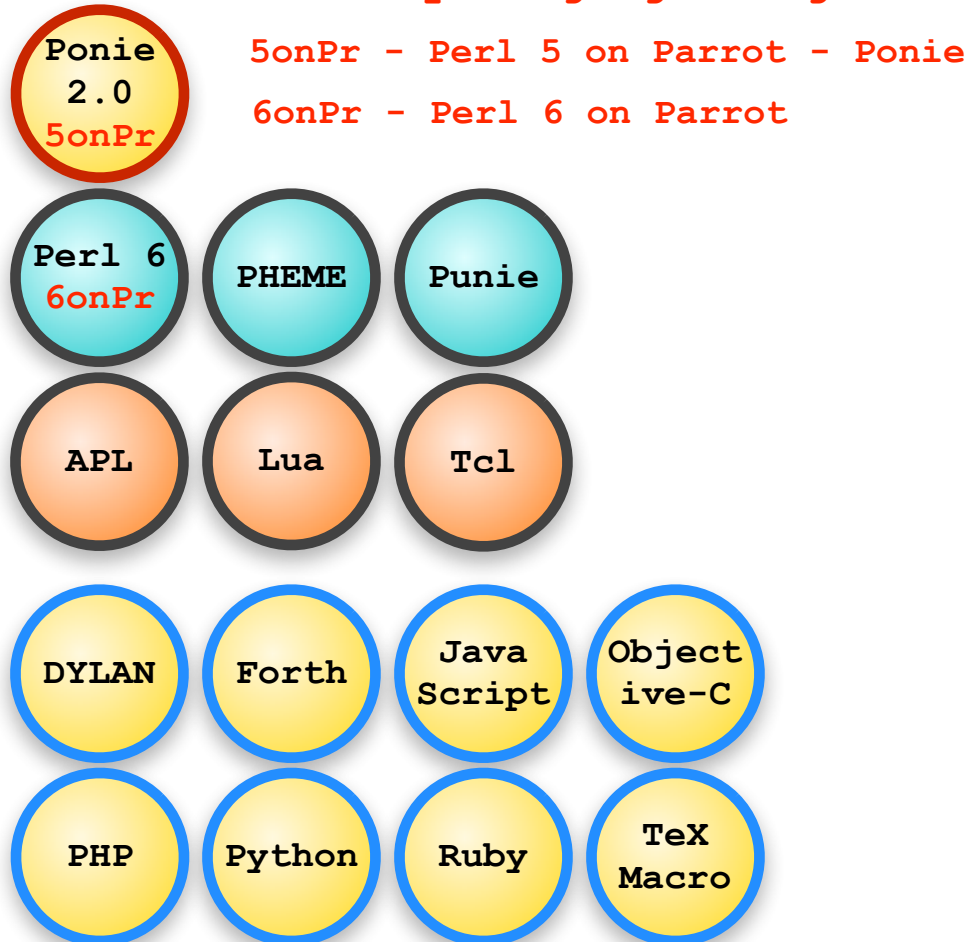 Ponie
2.0
5onPr
5onPr - Perl 5 on Parrot - Ponie
6onPr - Perl 6 on Parrot
Perl 6
6onPr
PHEME
Punie
APL
Lua
Tcl
DYLAN
Forth
Java
Script
Object
ive-C
PHP
Python
Ruby
TeX
Macro